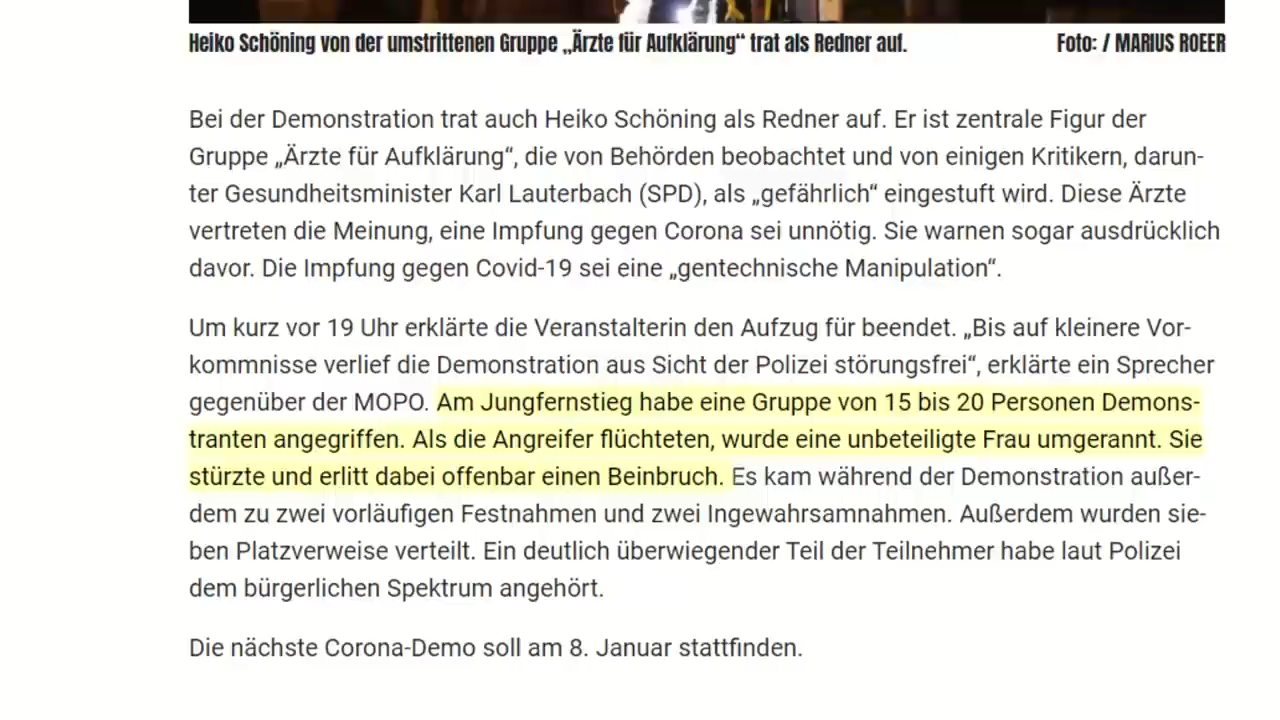 Heiko Schöning von der umstrittenen Gruppe „Ärzte für Aufklärung“ trat als Redner auf.
Foto: / MARIUS ROEER
Bei der Demonstration trat auch Heiko Schöning als Redner auf. Er ist zentrale Figur der
Gruppe „Ärzte für Aufklärung“, die von Behörden beobachtet und von einigen Kritikern, darun-
ter Gesundheitsminister Karl Lauterbach (SPD), als „gefährlich“ eingestuft wird. Diese Ärzte
vertreten die Meinung, eine Impfung gegen Corona sei unnötig. Sie warnen sogar ausdrücklich
davor. Die Impfung gegen Covid-19 sei eine „gentechnische Manipulation“.
Um kurz vor 19 Uhr erklärte die Veranstalterin den Aufzug für beendet. „Bis auf kleinere Vor-
kommnisse verlief die Demonstration aus Sicht der Polizei störungsfrei“, erklärte ein Sprecher
gegenüber der MOPO. Am Jungfernstieg habe eine Gruppe von 15 bis 20 Personen Demons-
tranten angegriffen. Als die Angreifer flüchteten, wurde eine unbeteiligte Frau umgerannt. Sie
stürzte und erlitt dabei offenbar einen Beinbruch. Es kam während der Demonstration außer-
dem zu zwei vorläufigen Festnahmen und zwei Ingewahrsamnahmen. Außerdem wurden sie-
ben Platzverweise verteilt. Ein deutlich überwiegender Teil der Teilnehmer habe laut Polizei
dem bürgerlichen Spektrum angehört.
Die nächste Corona-Demo soll am 8. Januar stattfinden.